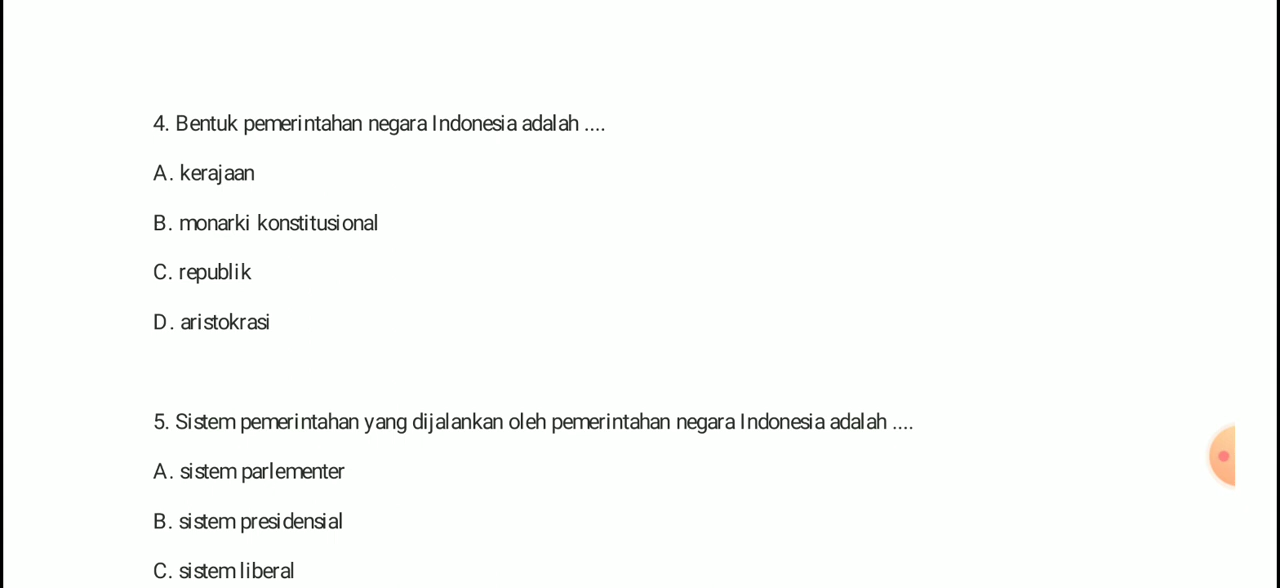 4. Bentuk pemerintahan negara Indonesia adalah ....
A. kerajaan
B. monarki konstitusional
C. republik
D. aristokrasi
5. Sistem pemerintahan yang dijalankan oleh pemerintahan negara Indonesia adalah ....
A. sistem parlementer
B. sistem presidensial
C. sistem liberal